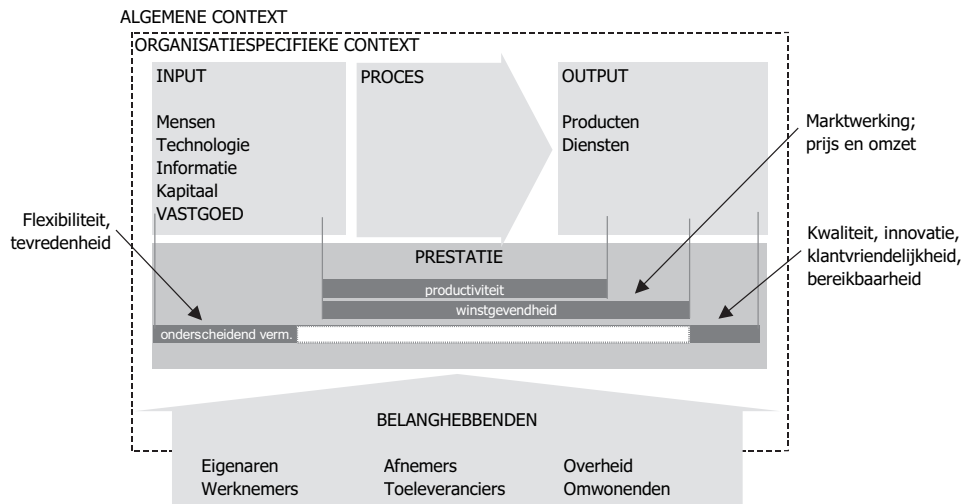 ALGEMENE CONTEXT
ORGANISATIESPECIFIEKE CONTEXT
INPUT
Mensen
Technologie
Informatie
Kapitaal
VASTGOED
PROCES
OUTPUT
Producten
Diensten
Marktwerking;
prijs en omzet
Flexibiliteit,
tevredenheid
Kwaliteit, innovatie,
klantvriendelijkheid,
bereikbaarheid
PRESTATIE
productiviteit
winstgevendheid
onderscheidend verm.
BELANGHEBBENDEN
Eigenaren
Werknemers
Afnemers
Toeleveranciers
Overheid
Omwonenden